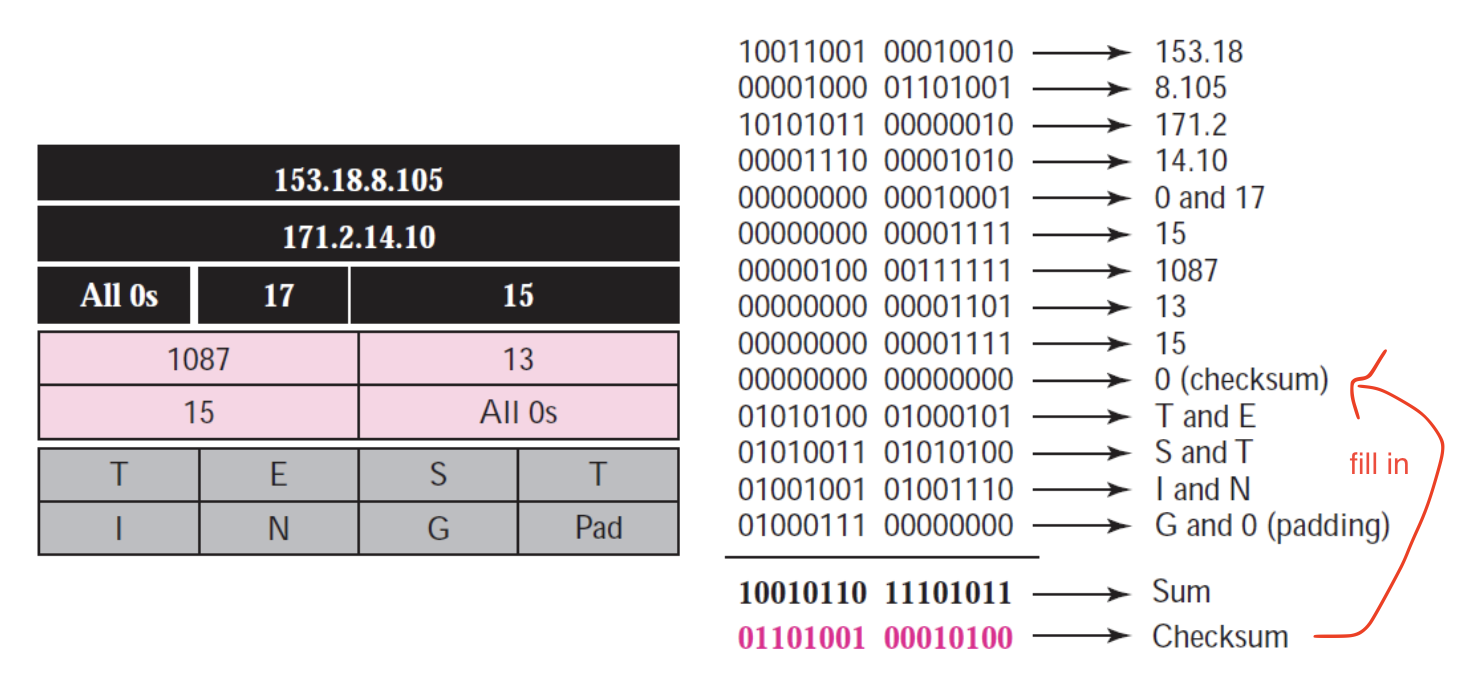 153.18.8.105
171.2.14.10
All 0s 17 15
1087 13
15 All 0s
T E S T
I N G Pad
10011001 00010010 153.18
00001000 01101001 8.105
10101011 00000010 171.2
00001110 00001010 14.10
00000000 00010001 0 and 17
00000000 00001111 15
00000100 00111111 1087
00000000 00001101 13
00000000 00001111 15
00000000 00000000 0 (checksum)
01010100 01000101 T and E
01010011 01010100 S and T
01001001 01001110 I and N
01000111 00000000 G and 0 (padding)
10010110 11101011 Sum
01101001 00010100 Checksum
fill in